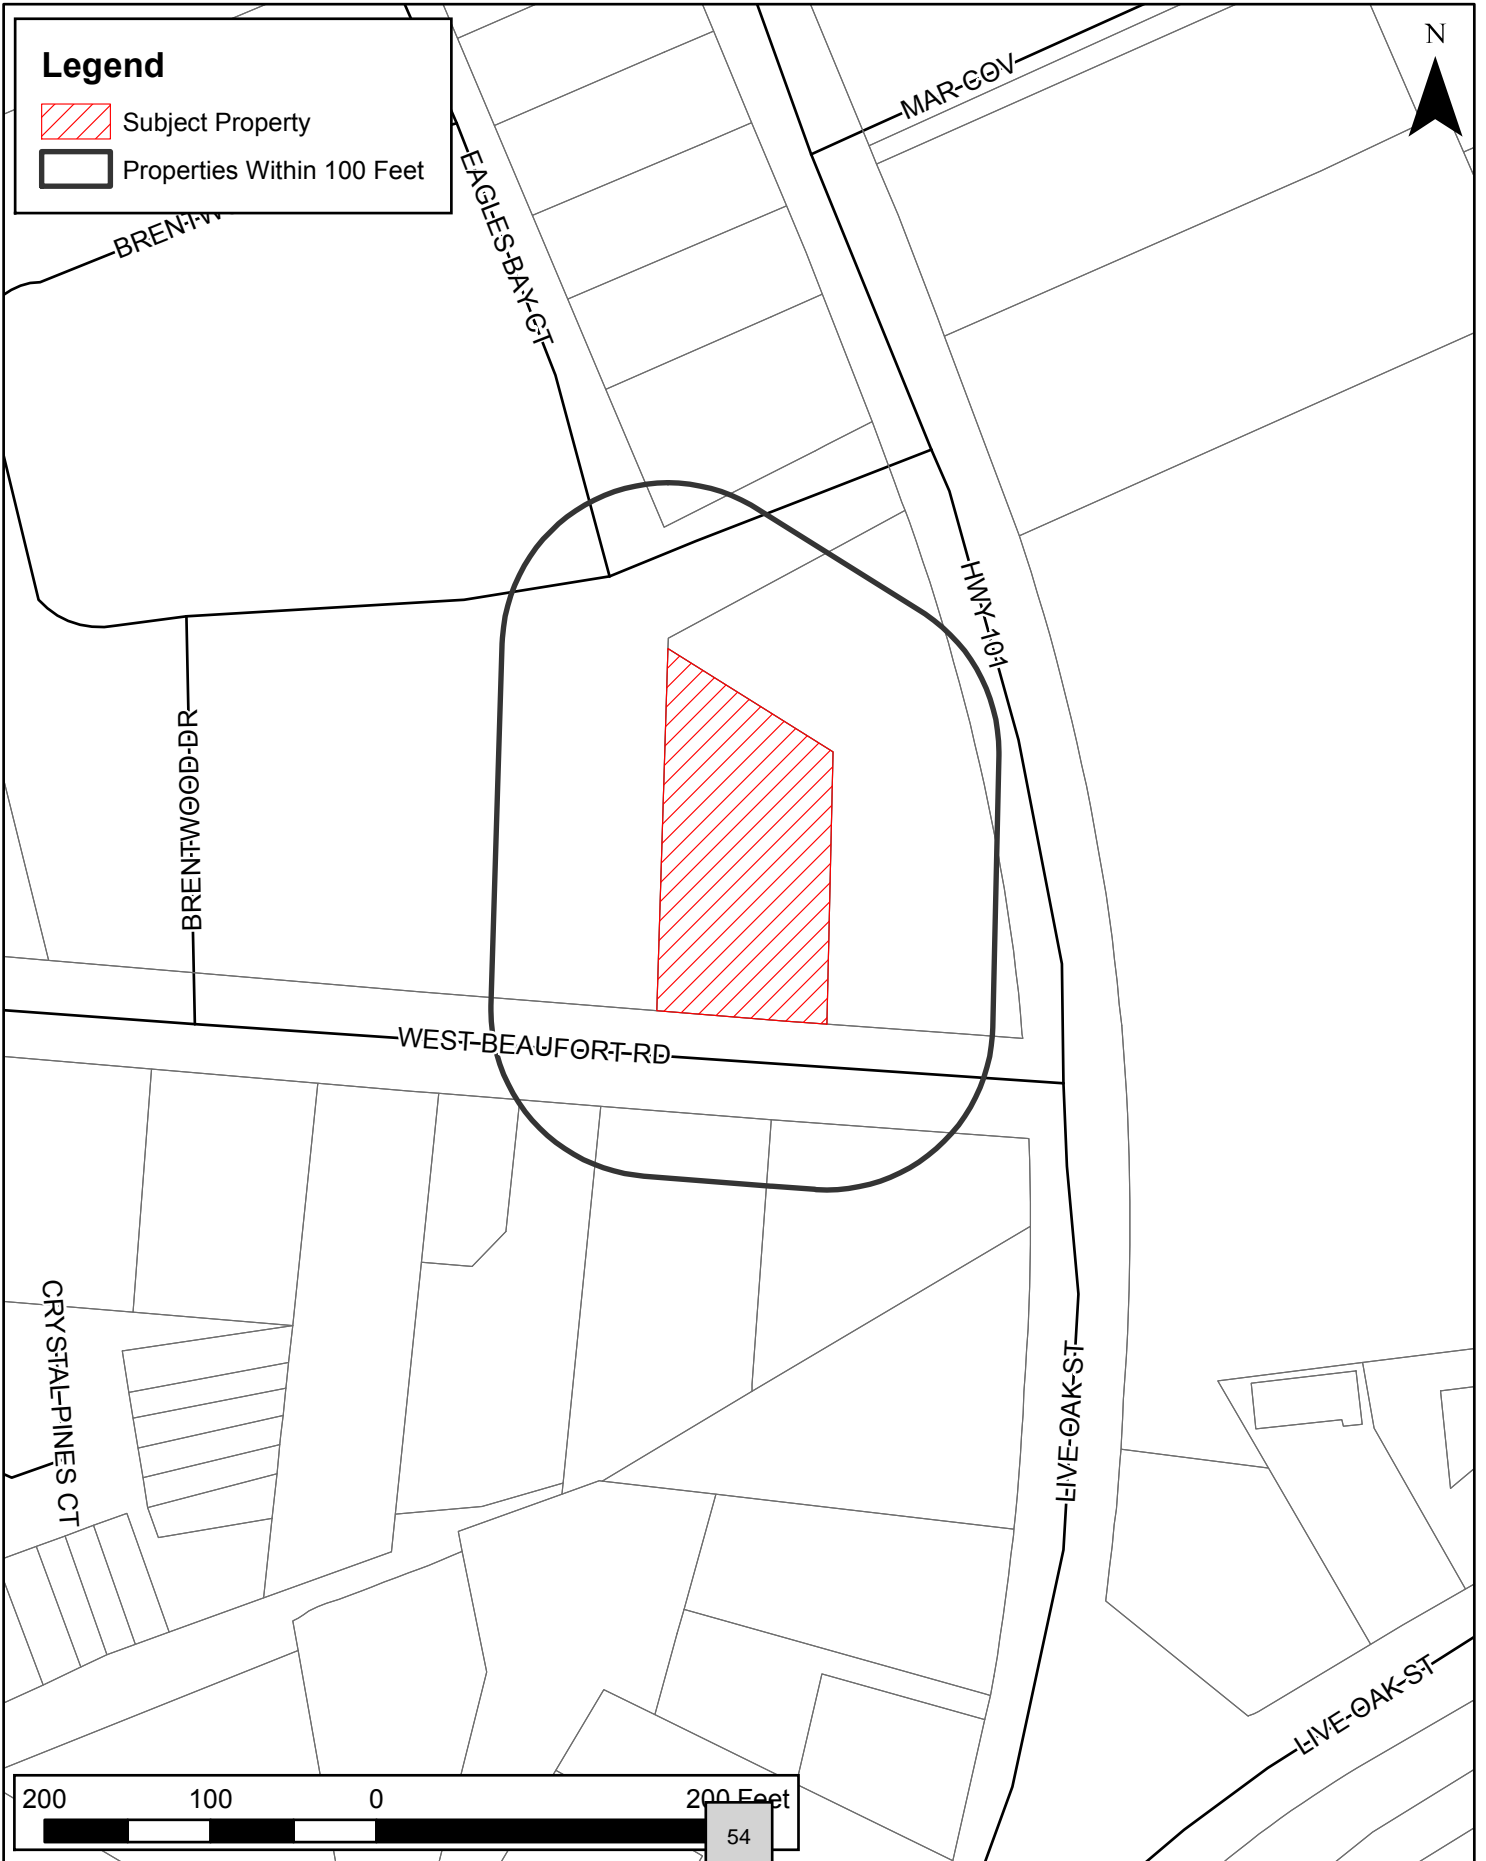 Legend
Subject Property
Properties Within 100 Feet
N
MAR COV
EAGLES BAY CT
HWY 101
BRENTWOOD DR
WEST BEAUFORT RD
CRYSTAL PINES CT
LIVE OAK ST
LIVE OAK ST
200 100 0 200 Feet
54